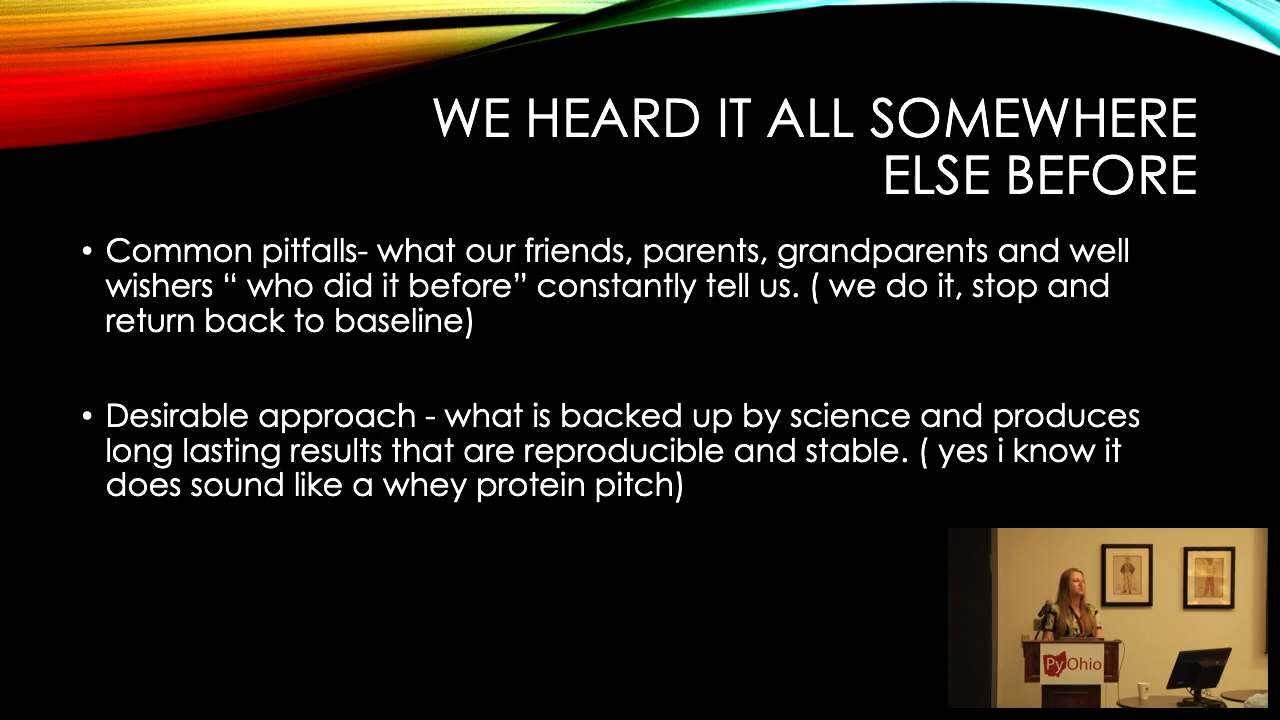 WE HEARD IT ALL SOMEWHERE
ELSE BEFORE
• Common pitfalls- what our friends, parents, grandparents and well
wishers “ who did it before” constantly tell us. ( we do it, stop and
return back to baseline)
• Desirable approach - what is backed up by science and produces
long lasting results that are reproducible and stable. ( yes i know it
does sound like a whey protein pitch)
PyOhio